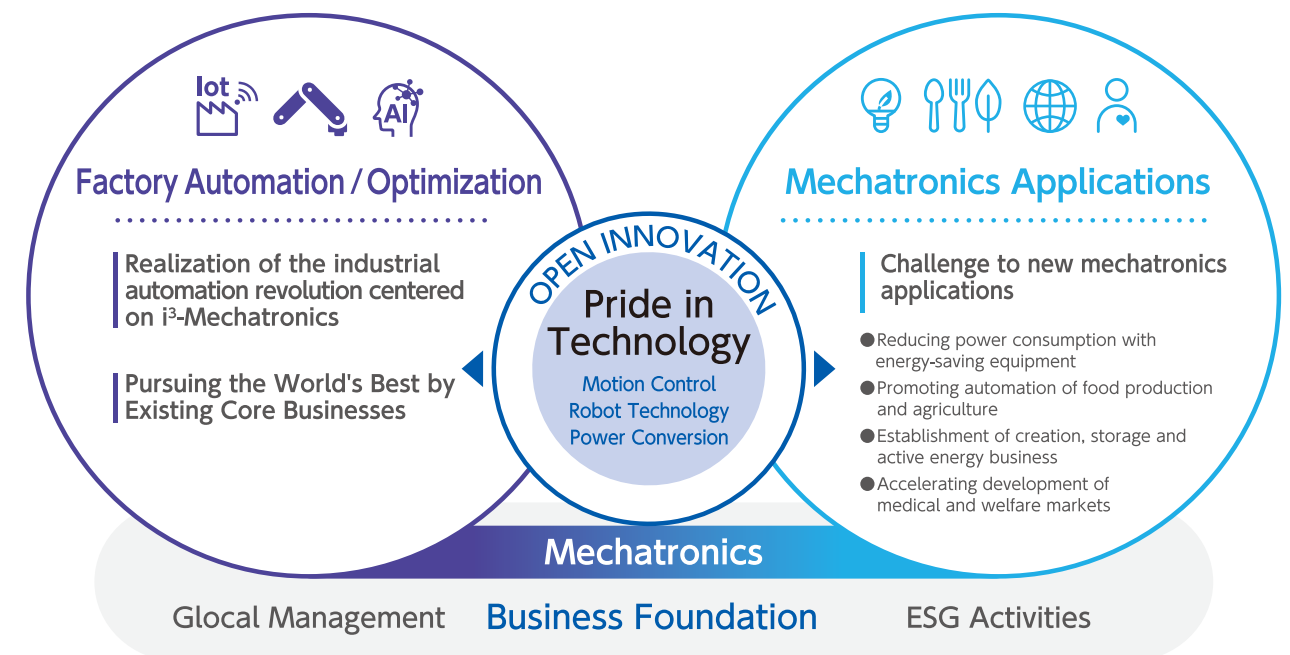 Iot
AI
Factory Automation / Optimization
Realization of the industrial
automation revolution centered
on i³-Mechatronics
Pursuing the World's Best by
Existing Core Businesses
OPEN INNOVATION
Pride in
Technology
Motion Control
Robot Technology
Power Conversion
Mechatronics Applications
Challenge to new mechatronics
applications
●Reducing power consumption with
energy-saving equipment
●Promoting automation of food production
and agriculture
●Establishment of creation, storage and
active energy business
●Accelerating development of
medical and welfare markets
Mechatronics
Glocal Management
Business Foundation
ESG Activities